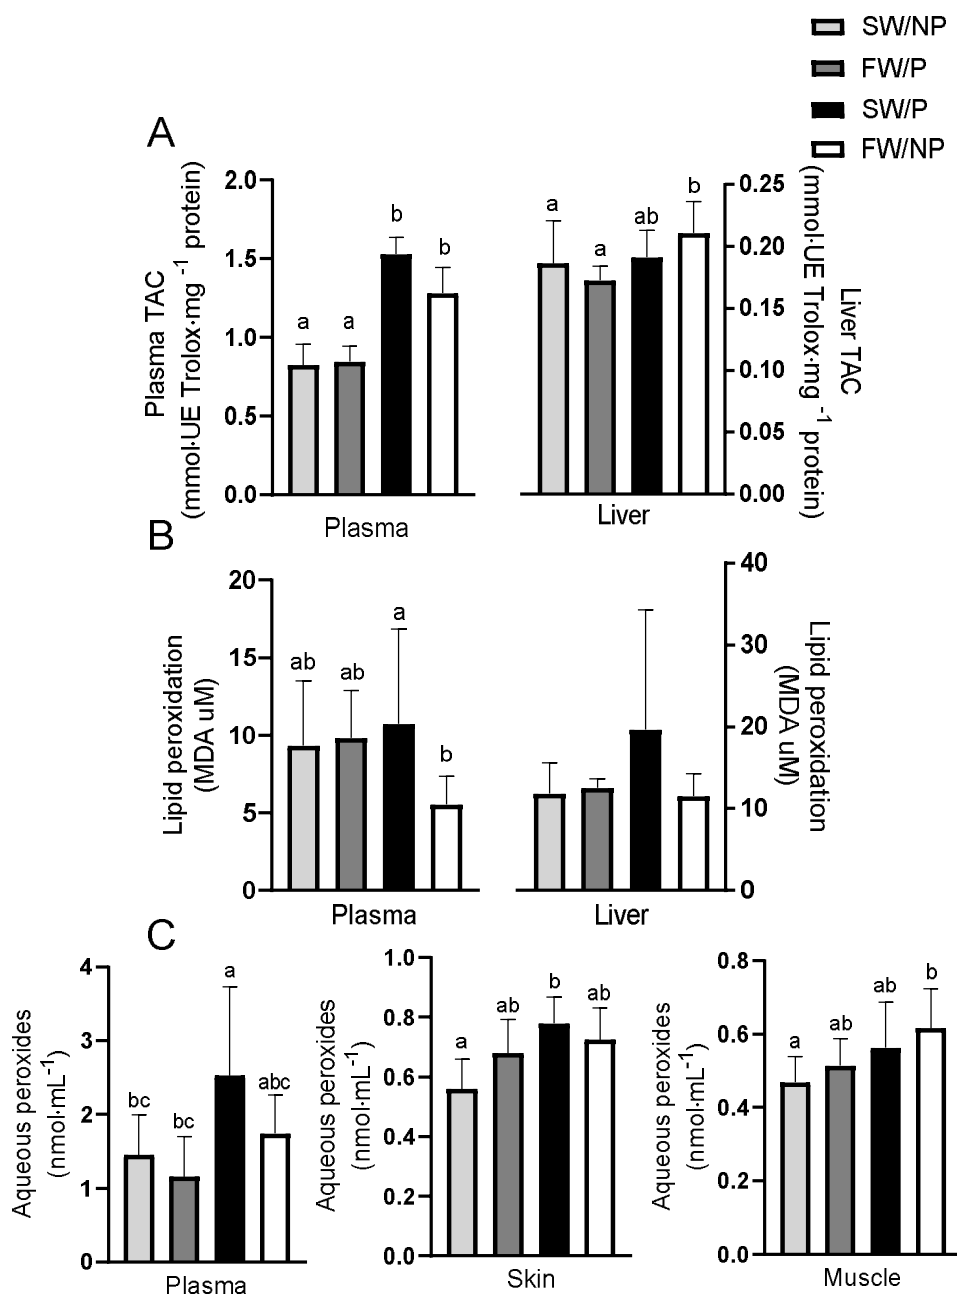 SW/NP
FW/P
SW/P
FW/NP
A
Plasma TAC
(mmol·UE Trolox·mg -1 protein)
2.0
1.5
1.0
0.5
0.0
a
a
b
b
Plasma
a
a
ab
b
Liver
0.25
0.20
0.15
0.10
0.05
0.00
Liver TAC
(mmol·UE Trolox·mg -1 protein)
B
Lipid peroxidation
(MDA uM)
20
15
10
5
0
ab
ab
a
b
Plasma
Liver
40
30
20
10
0
Lipid peroxidation
(MDA uM)
C
Aqueous peroxides
(nmol·mL-1)
4
3
2
1
0
bc
bc
a
abc
Plasma
Aqueous peroxides
(nmol·mL-1)
1.0
0.8
0.6
0.4
0.2
0.0
a
ab
b
ab
Skin
Aqueous peroxides
(nmol·mL-1)
0.8
0.6
0.4
0.2
0.0
a
ab
ab
b
Muscle